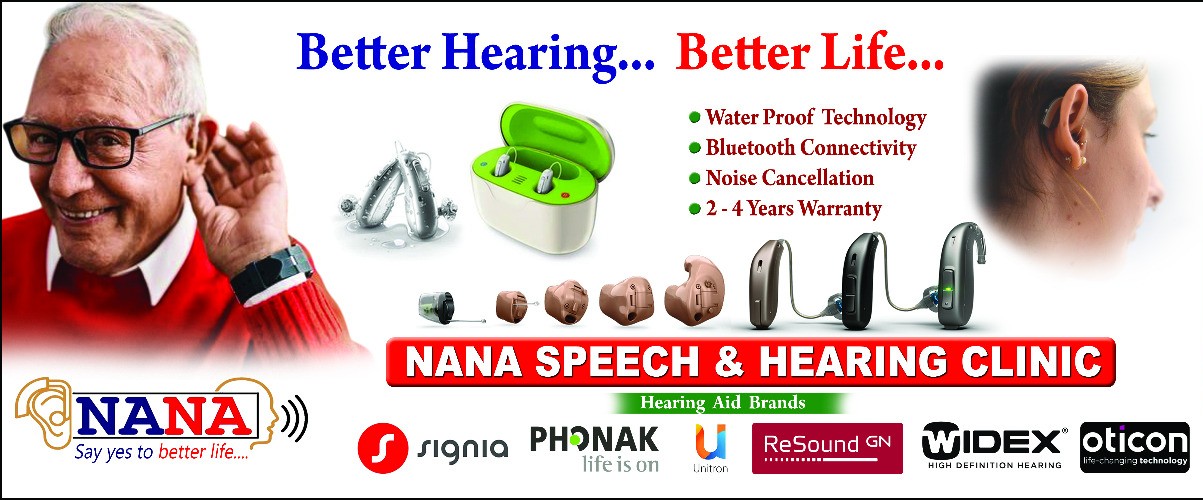 Better Hearing... Better Life...
Water Proof Technology
Bluetooth Connectivity
Noise Cancellation
2 - 4 Years Warranty
NANA SPEECH & HEARING CLINIC
NANA
Say yes to better life....
Hearing Aid Brands
signia
PHONAK
life is on
Unitron
ReSound GN
WIDEX®
HIGH DEFINITION HEARING
oticon
life-changing technology